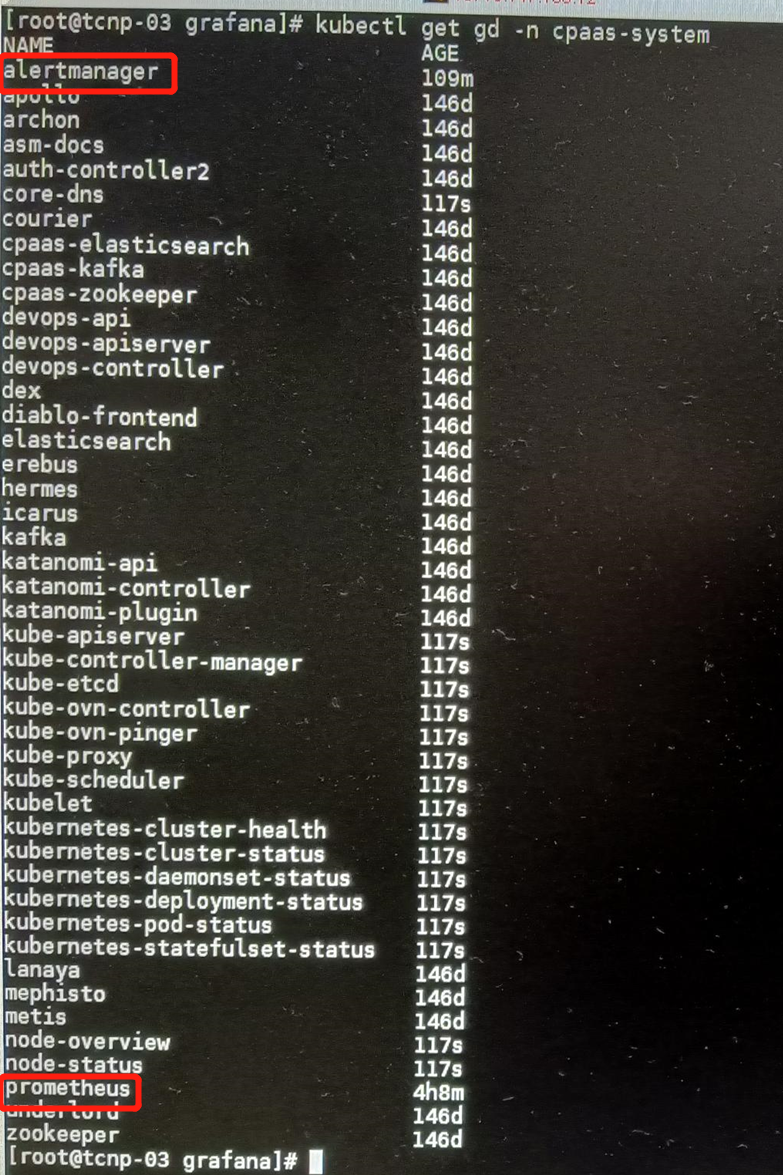 [root@tcnp-03 grafana]# kubectl get gd -n cpaas-system
NAME AGE
alertmanager 109m
apollo 146d
archon 146d
asm-docs 146d
auth-controller2 146d
core-dns 117s
courier 146d
cpaas-elasticsearch 146d
cpaas-kafka 146d
cpaas-zookeeper 146d
devops-api 146d
devops-apiserver 146d
devops-controller 146d
dex 146d
diablo-frontend 146d
elasticsearch 146d
erebus 146d
hermes 146d
icarus 146d
kafka 146d
katanomi-api 146d
katanomi-controller 146d
katanomi-plugin 146d
kube-apiserver 117s
kube-controller-manager 117s
kube-etcd 117s
kube-ovn-controller 117s
kube-ovn-pinger 117s
kube-proxy 117s
kube-scheduler 117s
kubelet 117s
kubernetes-cluster-health 117s
kubernetes-cluster-status 117s
kubernetes-daemonset-status 117s
kubernetes-deployment-status 117s
kubernetes-pod-status 117s
kubernetes-statefulset-status 117s
lanaya 146d
mephisto 146d
metis 146d
node-overview 117s
node-status 117s
prometheus 4h8m
underlord 146d
zookeeper 146d
[root@tcnp-03 grafana]#